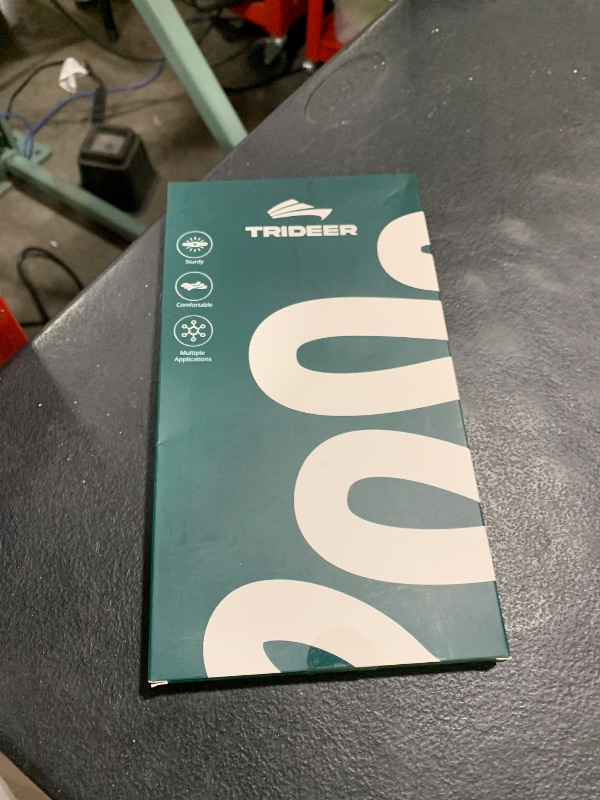 TRIDEER
Sturdy
Comfortable
Multiple
Applications